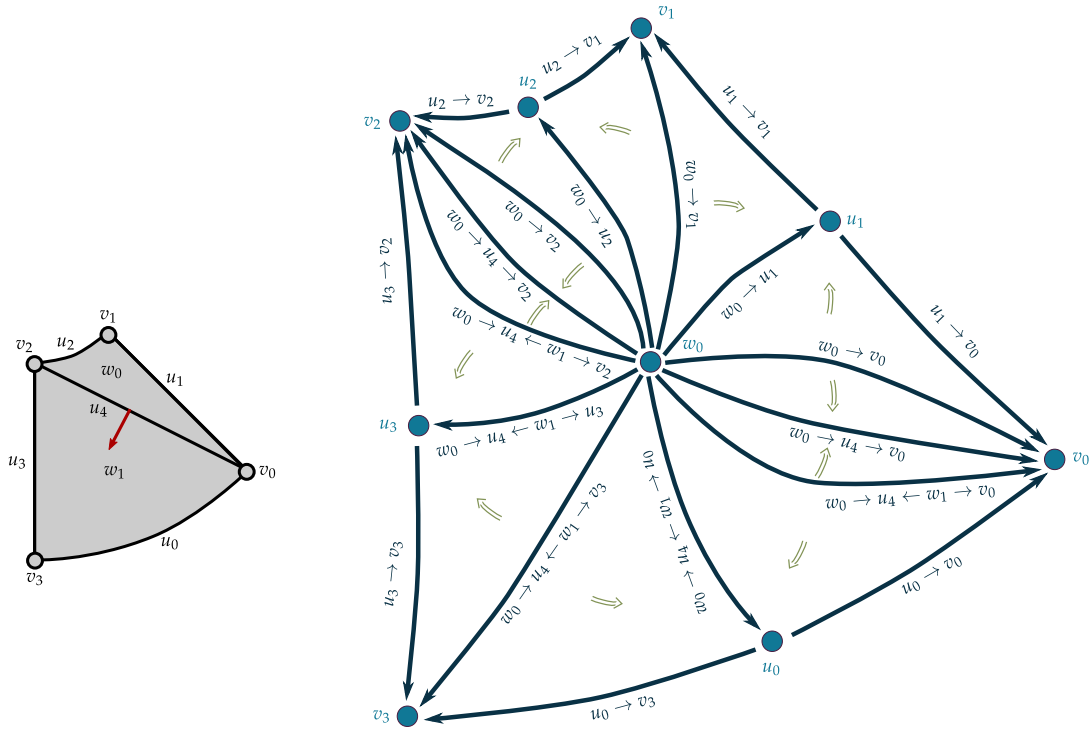 v₁
v₂
u₂
w₀
u₁
u₄
u₃
w₁
v₀
u₀
v₃
v₁
u₂ → v₁
u₂
u₂ → v₂
v₂
u₁ → v₁
w₀ → v₁
w₀ → u₂
w₀ → v₂
w₀ → u₄ → v₂
w₀ → u₄ ← w₁ → v₂
u₃ → v₂
u₁
w₀ → u₁
w₀
u₁ → v₀
w₀ → v₀
w₀ → u₄ → v₀
w₀ → u₄ ← w₁ → v₀
v₀
u₃
w₀ → u₄ ← w₁ → u₃
w₀ → u₄ ← w₁ → v₃
w₀ → u₄ ← w₁ → u₀
u₃ → v₃
u₀ → v₀
u₀
v₃
u₀ → v₃